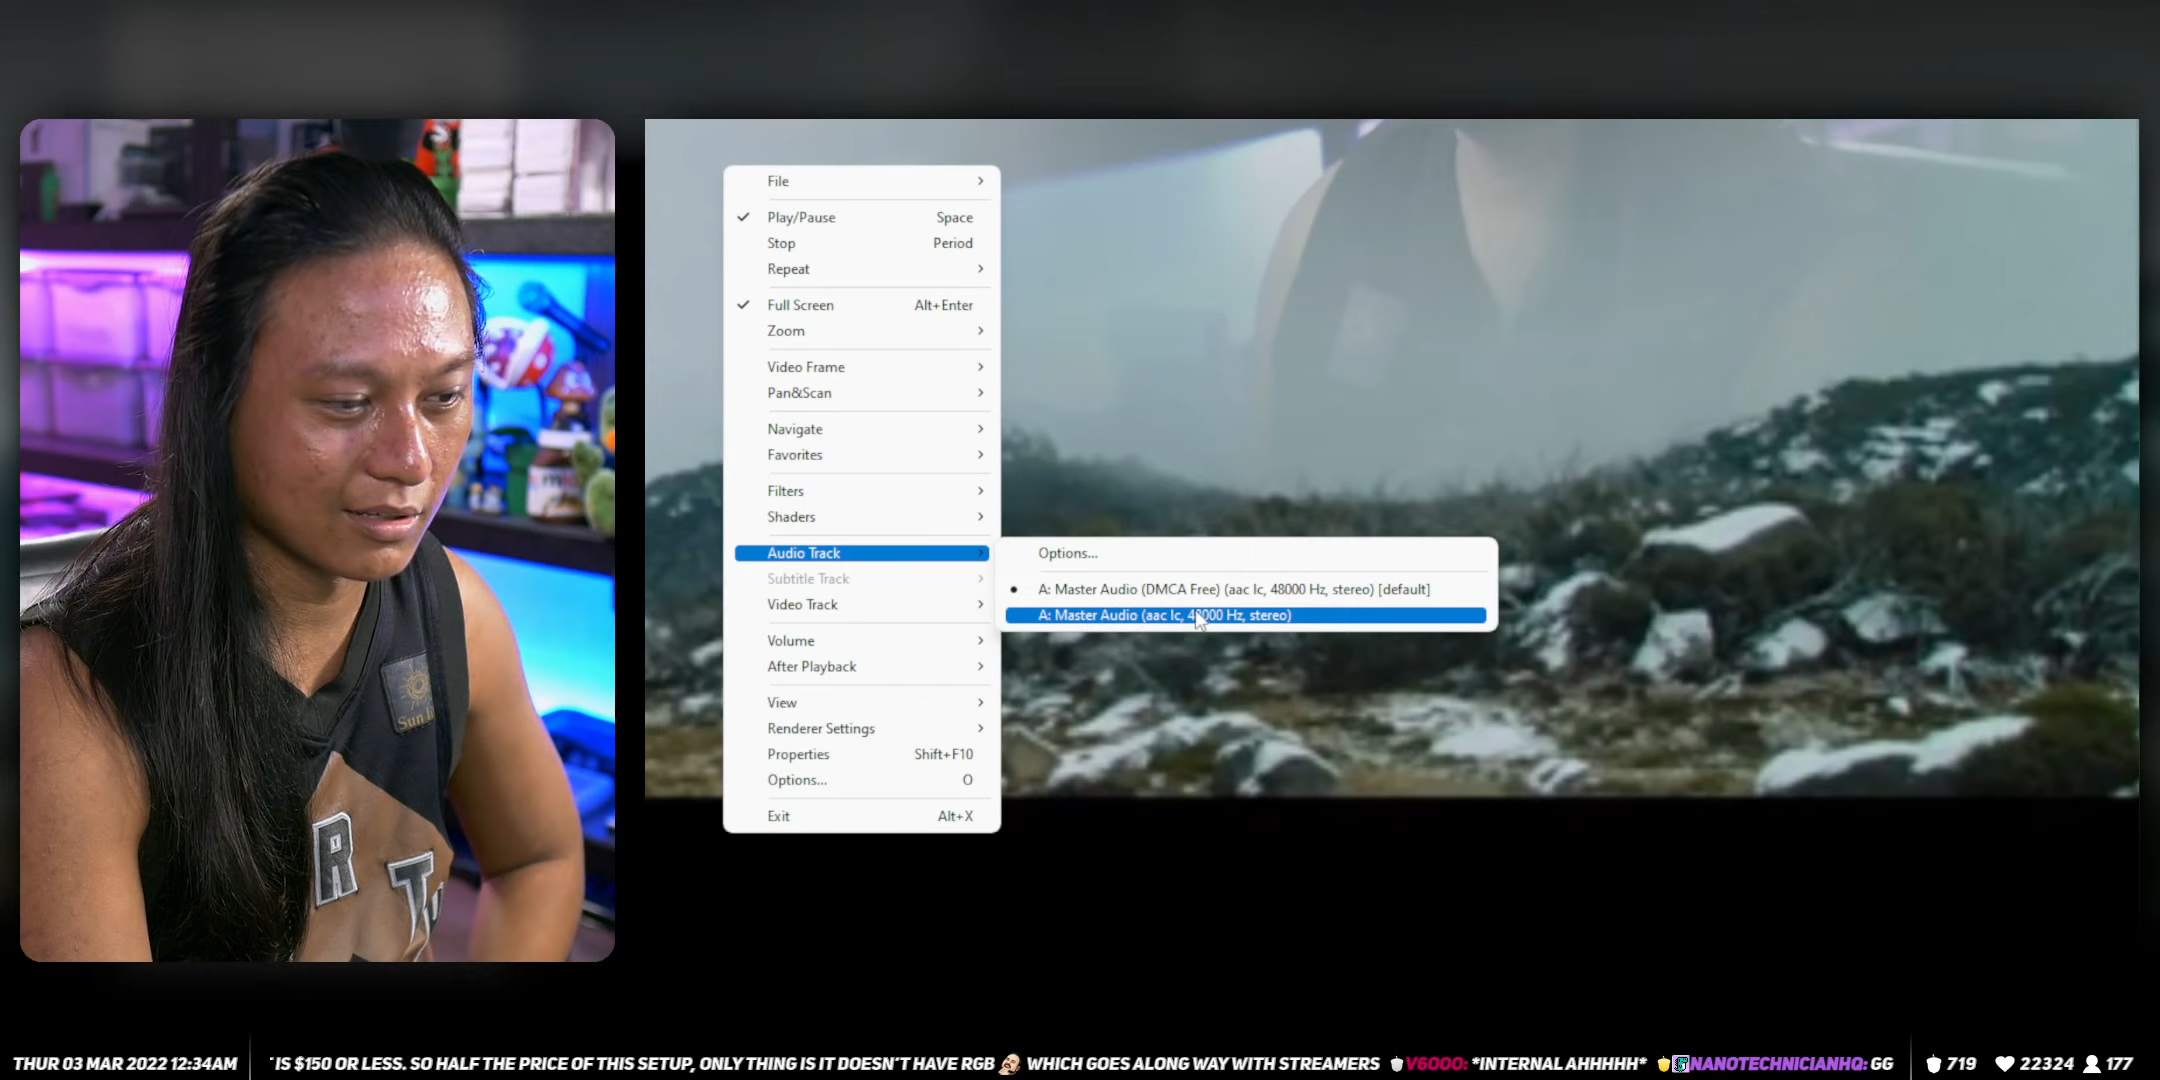 File
Play/Pause Space
Stop Period
Repeat
Full Screen Alt+Enter
Zoom
Video Frame
Pan&Scan
Navigate
Favorites
Filters
Shaders
Audio Track
Subtitle Track
Video Track
Volume
After Playback
View
Renderer Settings
Properties Shift+F10
Options... O
Exit Alt+X
Options...
A: Master Audio (DMCA Free) (aac lc, 48000 Hz, stereo) [default]
A: Master Audio (aac lc, 48000 Hz, stereo)
Sun
R
T
THUR 03 MAR 2022 12:34AM
IS $150 OR LESS. SO HALF THE PRICE OF THIS SETUP, ONLY THING IS IT DOESN'T HAVE RGB WHICH GOES ALONG WAY WITH STREAMERS V6000: *INTERNAL AHHHHH* NANOTECHNICIANHQ: GG
719 22324 177